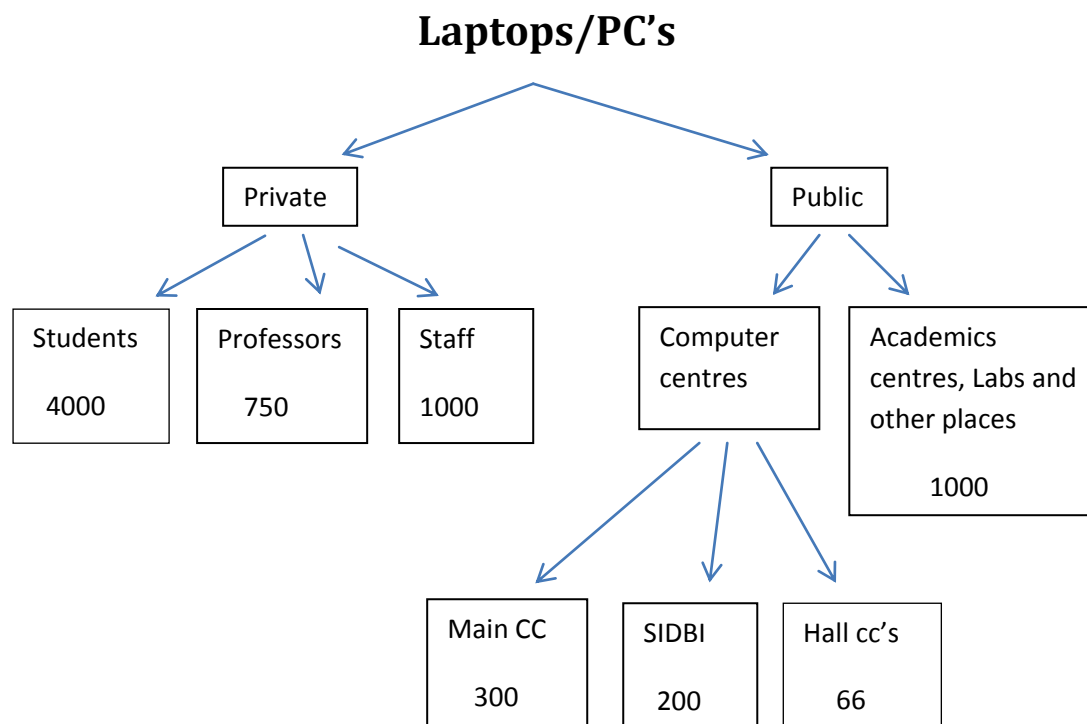 Laptops/PC's
Private
Public
Students
4000
Professors
750
Staff
1000
Computer
centres
Academics
centres, Labs and
other places
1000
Main CC
300
SIDBI
200
Hall cc's
66